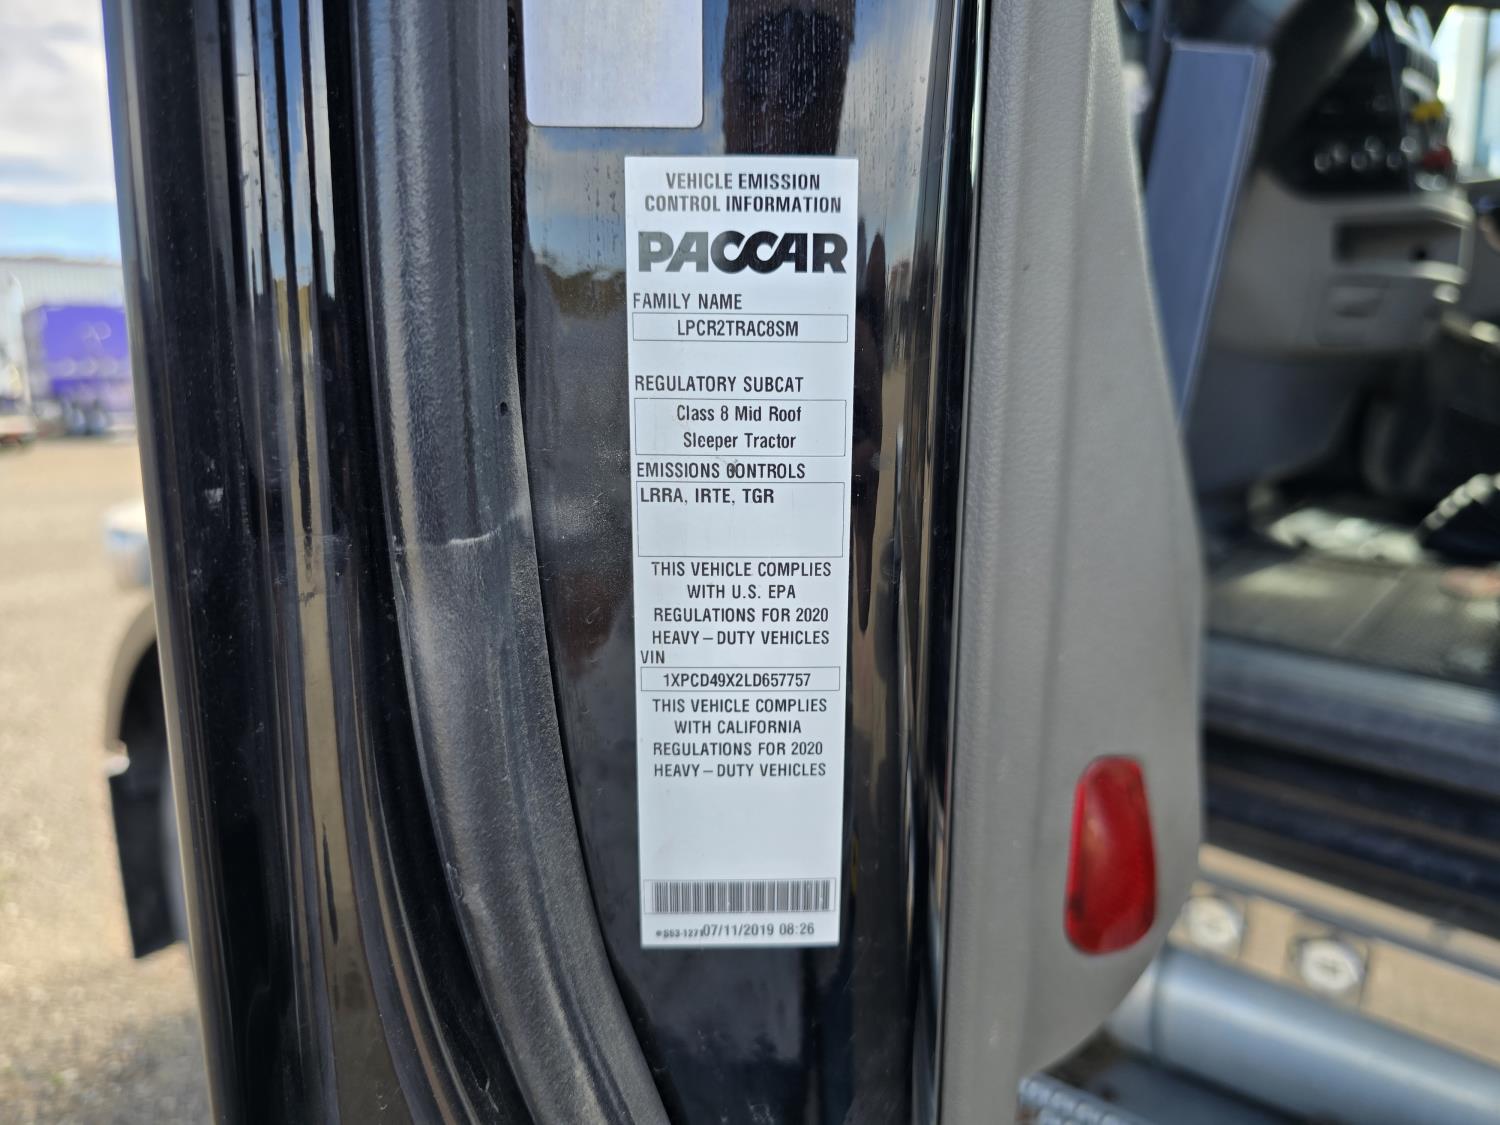 VEHICLE EMISSION
CONTROL INFORMATION
PACCAR
FAMILY NAME
LPCR2TRAC8SM
REGULATORY SUBCAT
Class 8 Mid Roof
Sleeper Tractor
EMISSIONS CONTROLS
LRRA, IRTE, TGR
THIS VEHICLE COMPLIES
WITH U.S. EPA
REGULATIONS FOR 2020
HEAVY-DUTY VEHICLES
VIN
1XPCD49X2LD657757
THIS VEHICLE COMPLIES
WITH CALIFORNIA
REGULATIONS FOR 2020
HEAVY-DUTY VEHICLES
07/11/2019 08:26